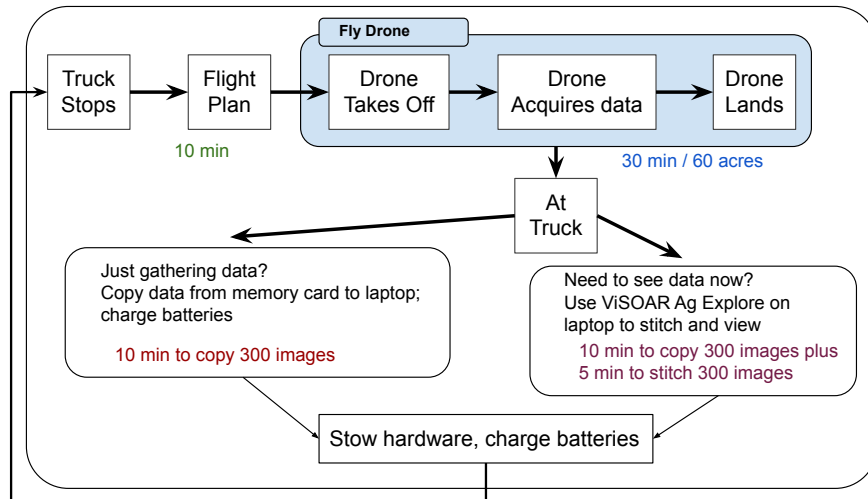 Fly Drone
Truck
Stops
Flight
Plan
Drone
Takes Off
Drone
Acquires data
Drone
Lands
10 min
30 min / 60 acres
At
Truck
Just gathering data?
Copy data from memory card to laptop;
charge batteries
10 min to copy 300 images
Need to see data now?
Use ViSOAR Ag Explore on
laptop to stitch and view
10 min to copy 300 images plus
5 min to stitch 300 images
Stow hardware, charge batteries